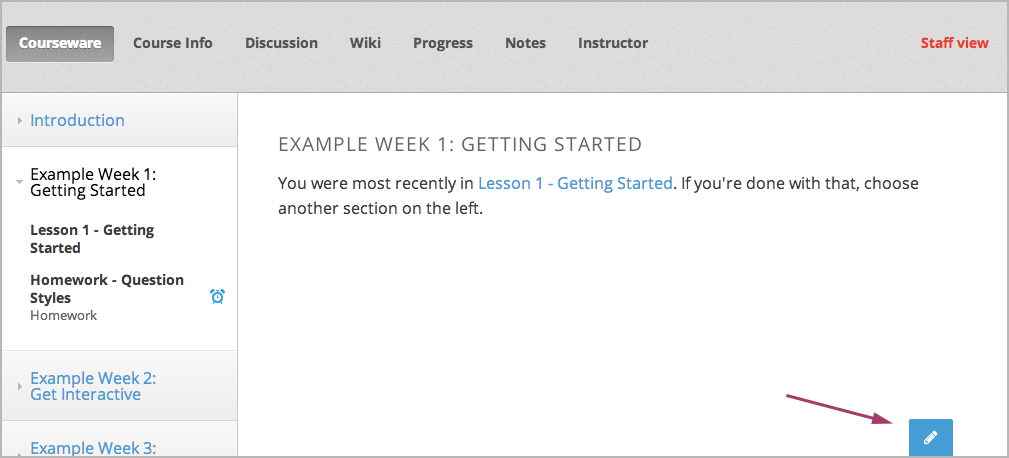 Courseware Course Info Discussion Wiki Progress Notes Instructor Staff view
Introduction
Example Week 1:
Getting Started
Lesson 1 - Getting
Started
Homework - Question
Styles
Homework
Example Week 2:
Get Interactive
Example Week 3:
EXAMPLE WEEK 1: GETTING STARTED
You were most recently in Lesson 1 - Getting Started. If you're done with that, choose
another section on the left.